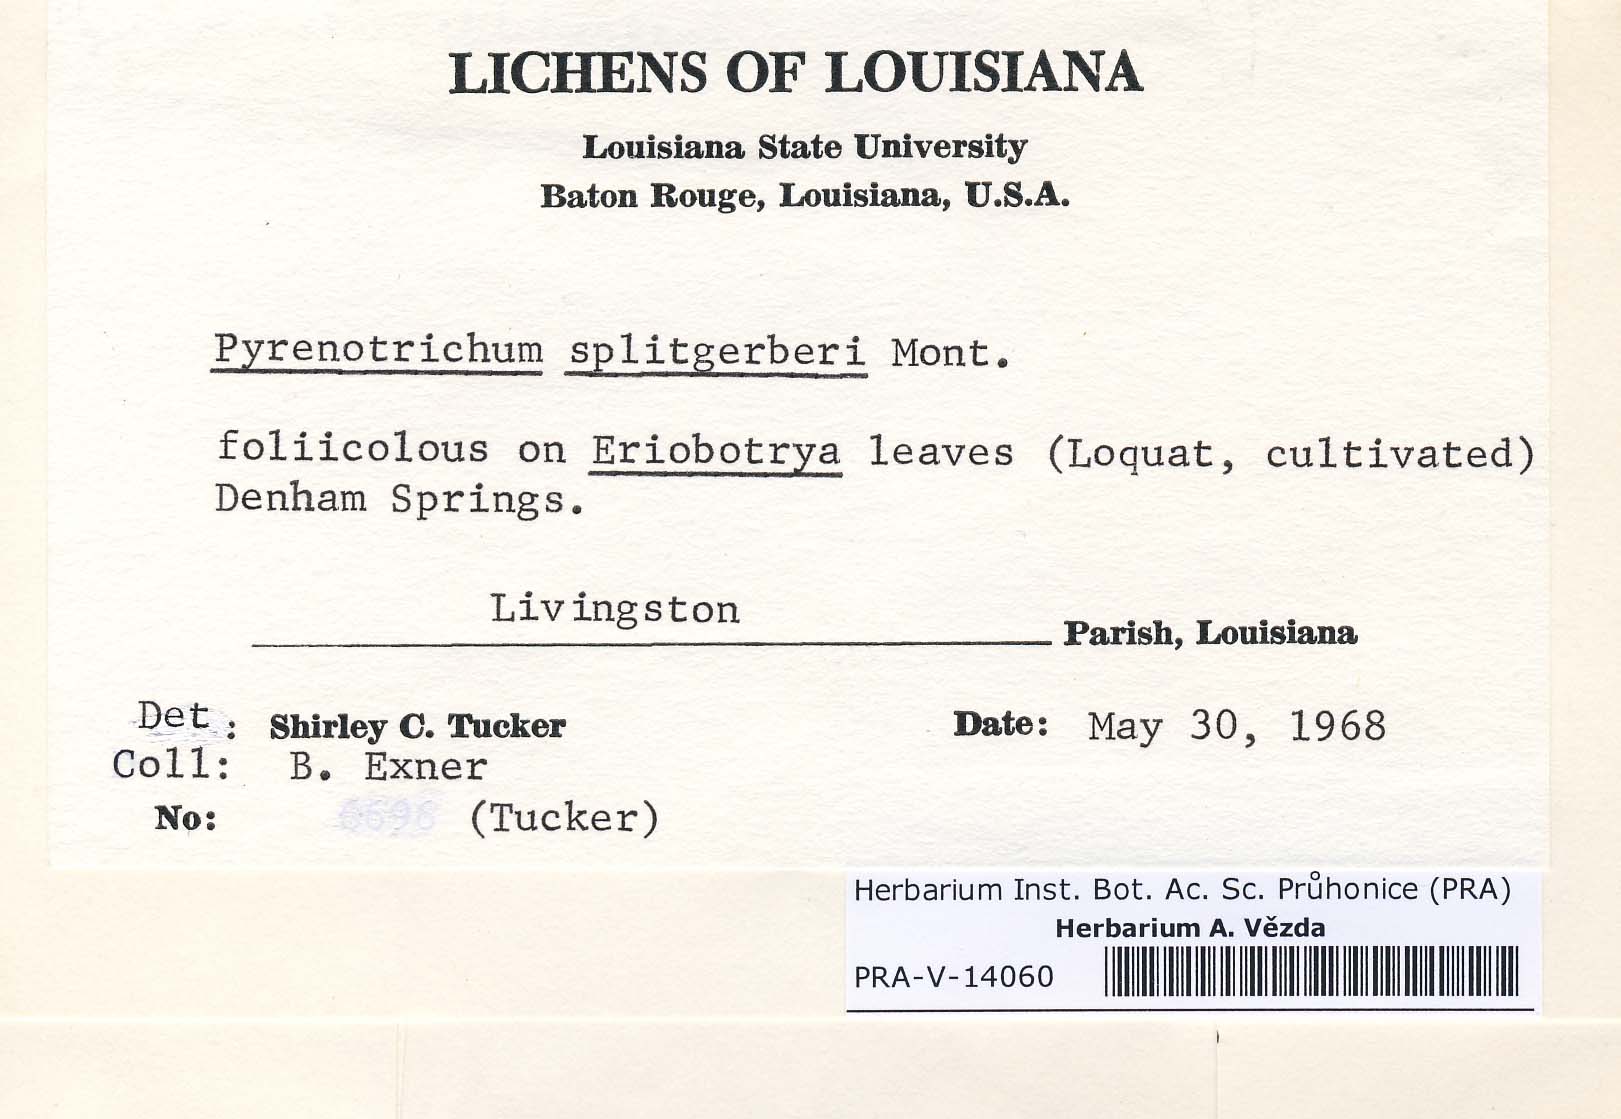 LICHENS OF LOUISIANA
Louisiana State University
Baton Rouge, Louisiana, U.S.A.
Pyrenotrichum splitgerberi Mont.
foliicolous on Eriobotrya leaves (Loquat, cultivated)
Denham Springs.
Livingston Parish, Louisiana
Det : Shirley C. Tucker Date: May 30, 1968
Coll: B. Exner
No: (Tucker)
Herbarium Inst. Bot. Ac. Sc. Průhonice (PRA)
Herbarium A. Vězda
PRA-V-14060